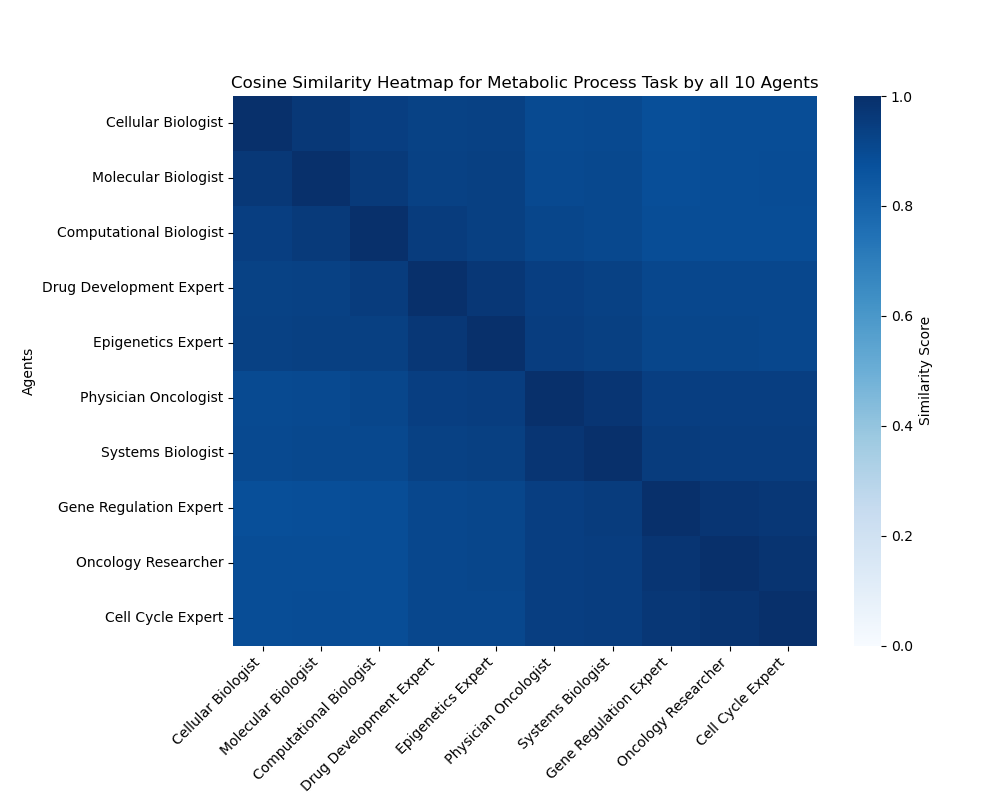 Cosine Similarity Heatmap for Metabolic Process Task by all 10 Agents
Agents
Cellular Biologist
Molecular Biologist
Computational Biologist
Drug Development Expert
Epigenetics Expert
Physician Oncologist
Systems Biologist
Gene Regulation Expert
Oncology Researcher
Cell Cycle Expert
Cellular Biologist
Molecular Biologist
Computational Biologist
Drug Development Expert
Epigenetics Expert
Physician Oncologist
Systems Biologist
Gene Regulation Expert
Oncology Researcher
Cell Cycle Expert
1.0
0.8
0.6
0.4
0.2
0.0
Similarity Score